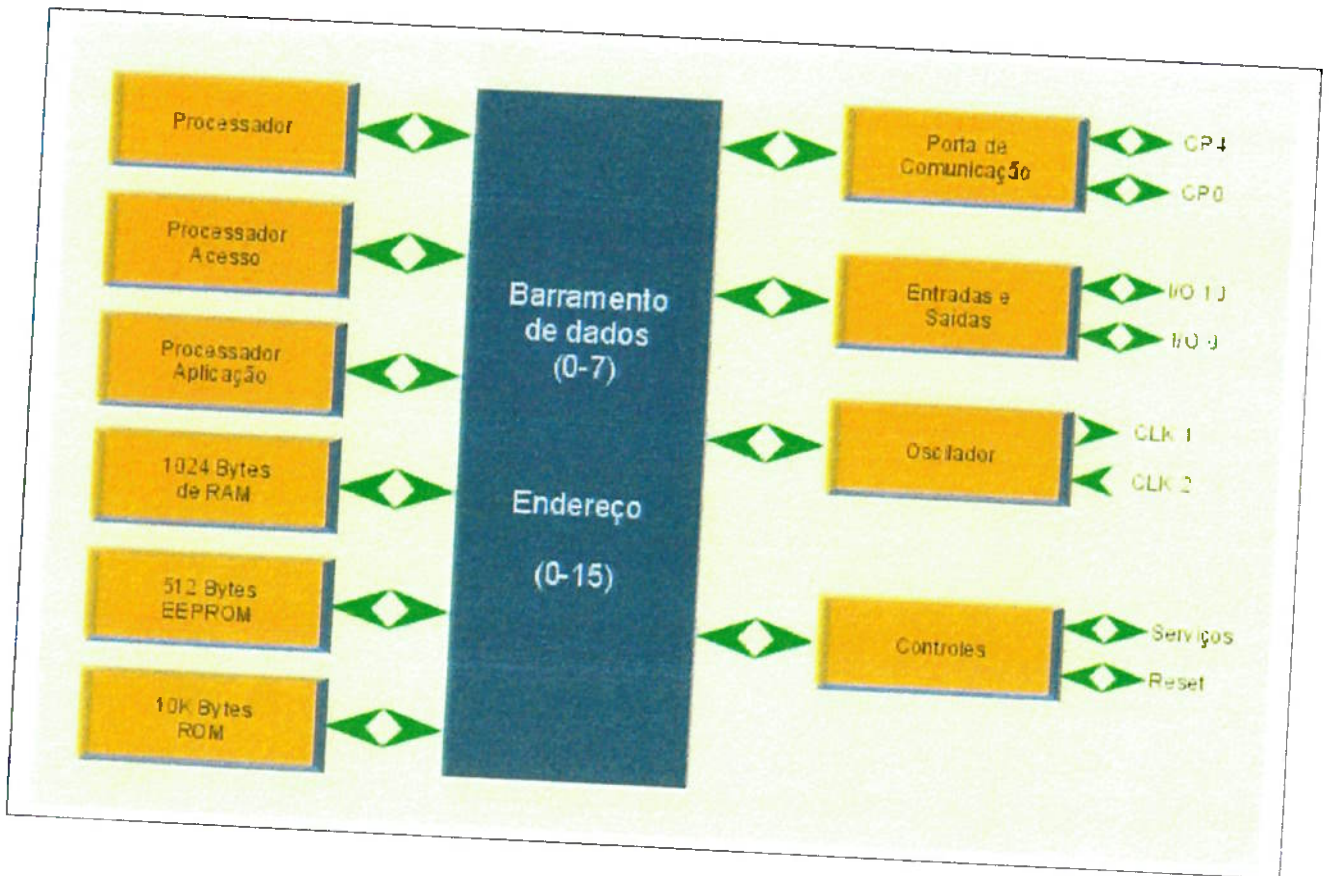 Processador
Processador
Acesso
Processador
Aplicação
1024 Bytes
de RAM
512 Bytes
EEPROM
10K Bytes
ROM
Barramento
de dados
(0-7)
Endereço
(0-15)
Porta de
Comunicação
CP4
CP0
Entradas e
Saídas
I/O
I/O
Oscilador
CLK 1
CLK 2
Controles
Serviços
Reset